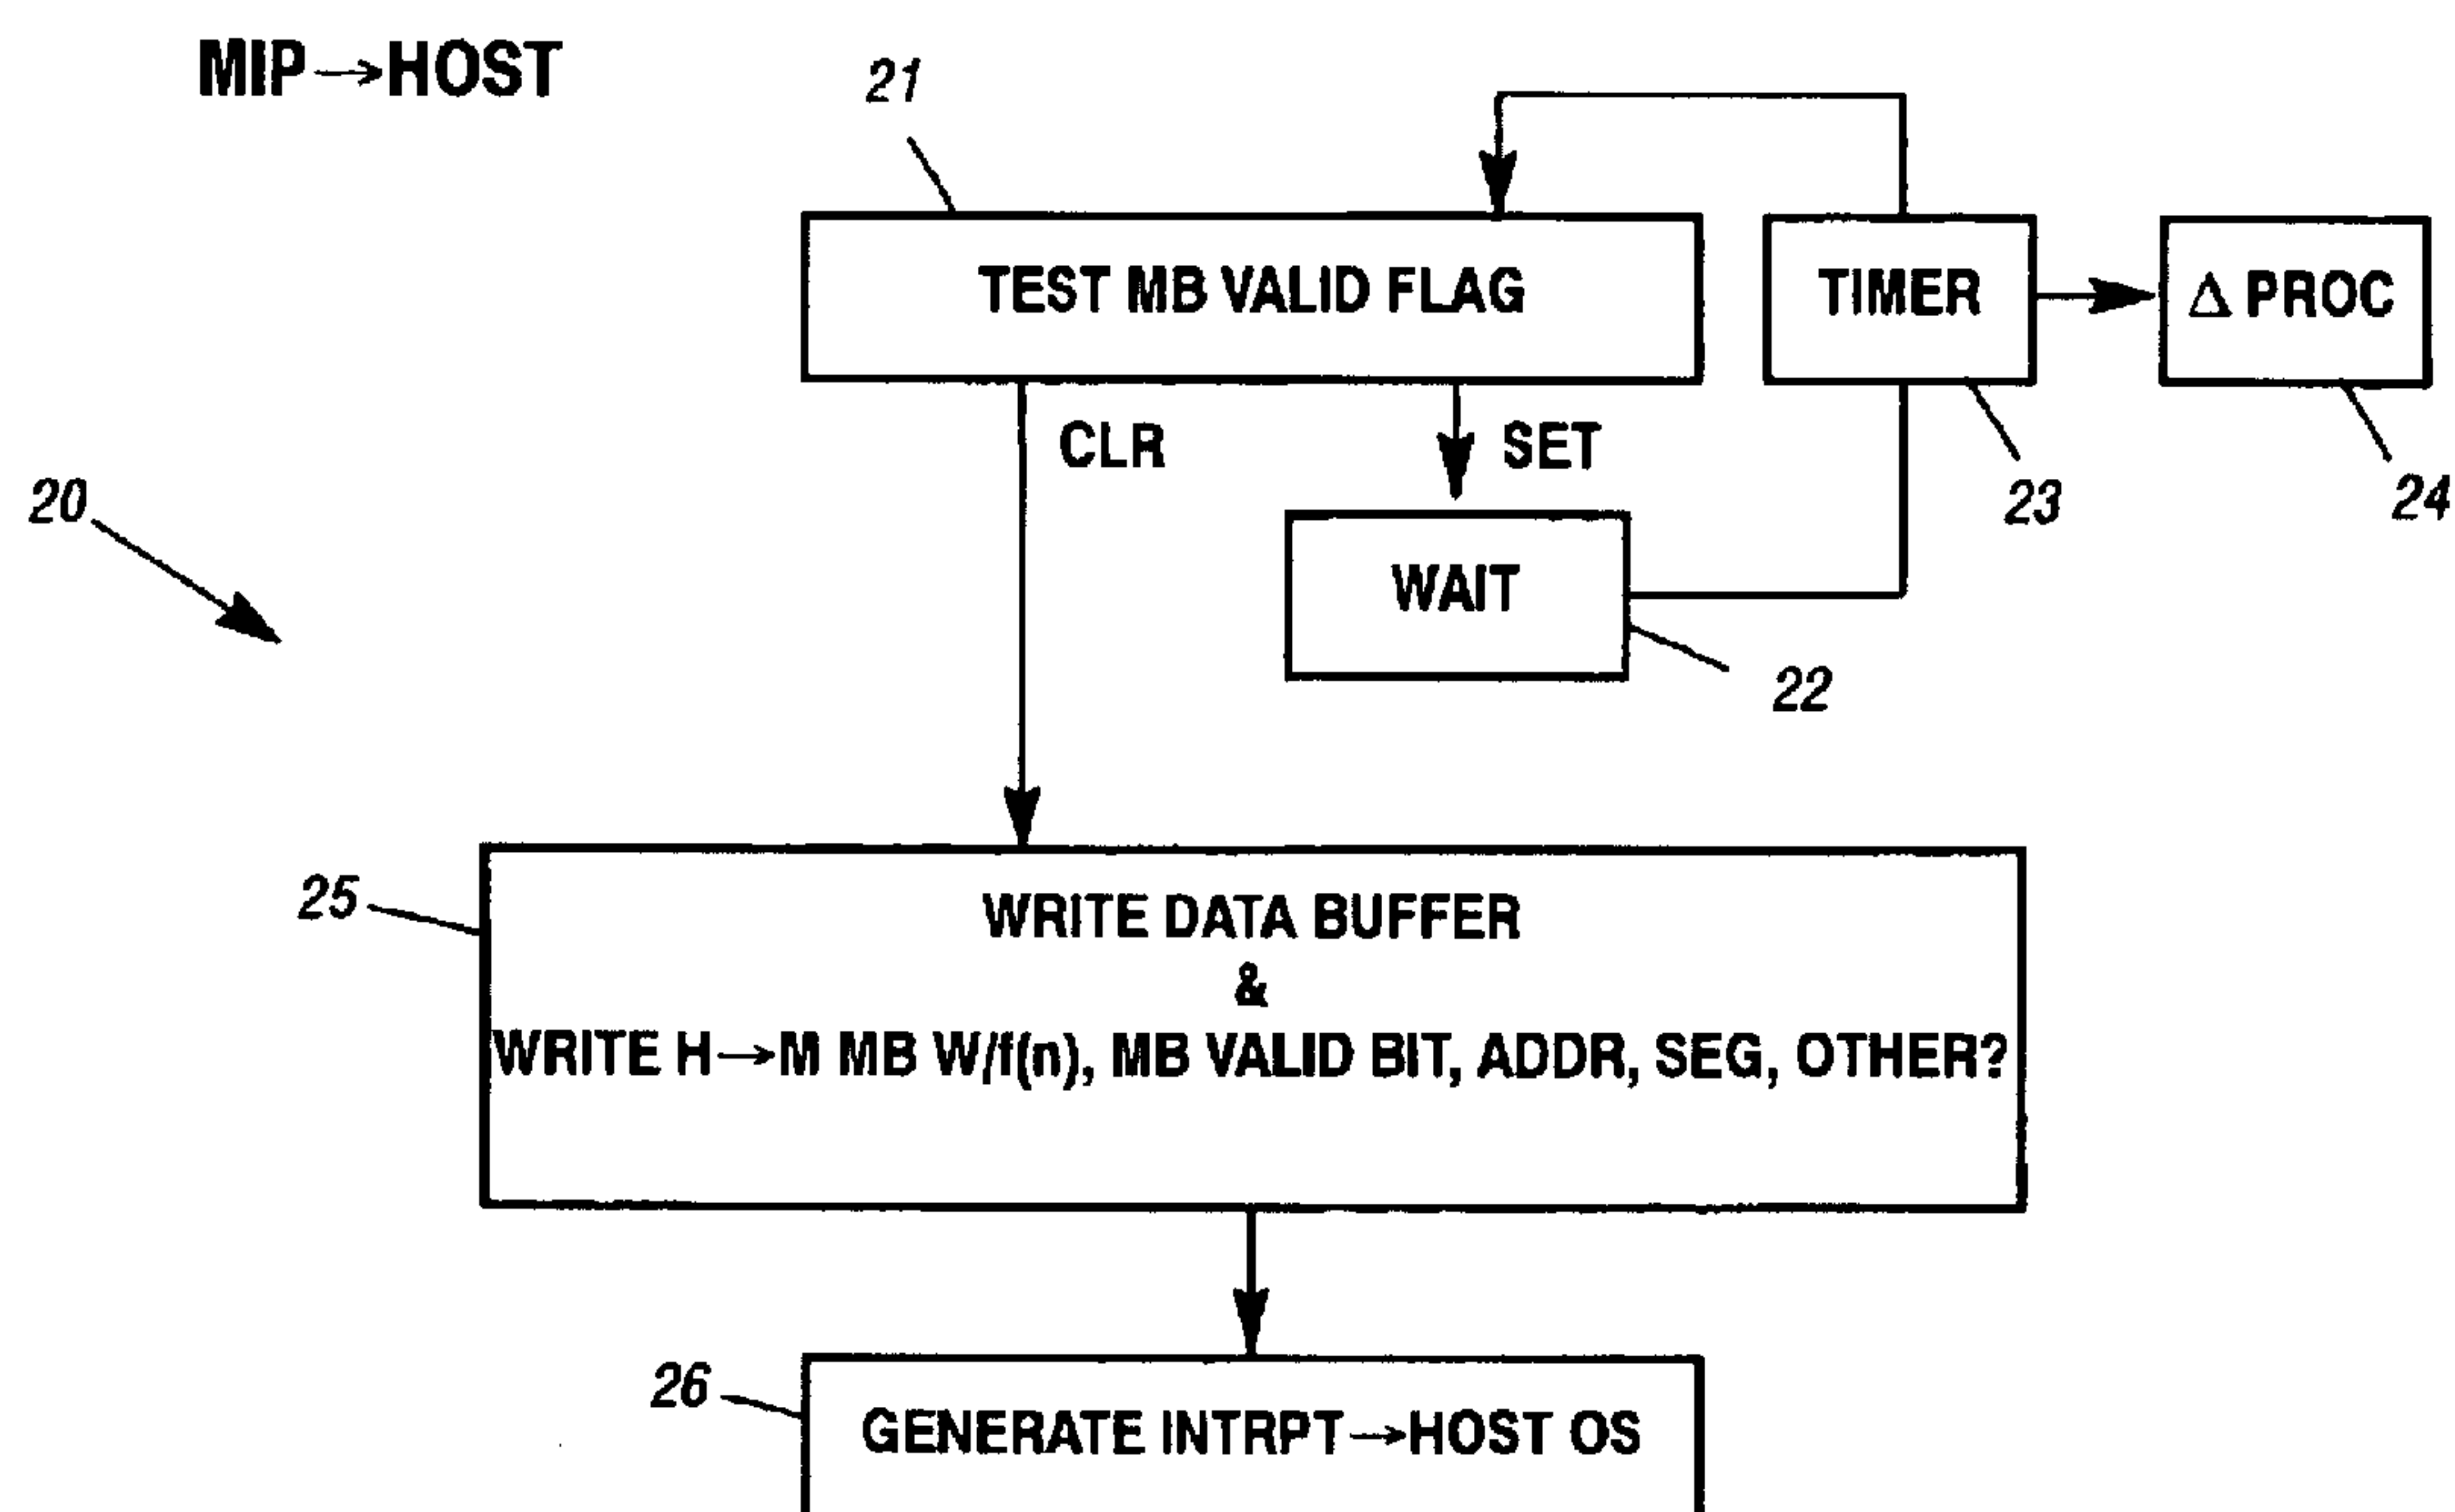 MIP→HOST
21
TEST MB VALID FLAG
TIMER
Δ PROC
CLR
SET
20
23
24
WAIT
22
25
WRITE DATA BUFFER
&
WRITE H→M MB W/f(n), MB VALID BIT, ADDR, SEG, OTHER?
26
GENERATE INTRPT→HOST OS